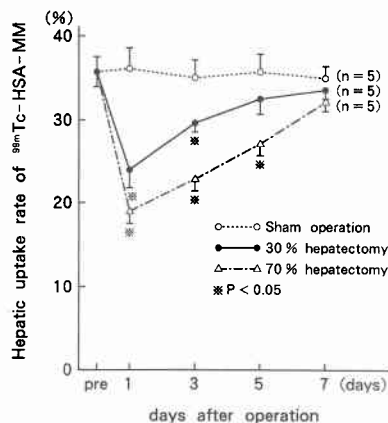 (%)
40
30
20
10
0
Hepatic uptake rate of ⁹⁹ᵐTc-HSA-MM
(n = 5)
(n = 5)
(n = 5)
※
※
※
※
※
Sham operation
30 % hepatectomy
70 % hepatectomy
※ P < 0.05
pre 1 3 5 7 (days)
days after operation